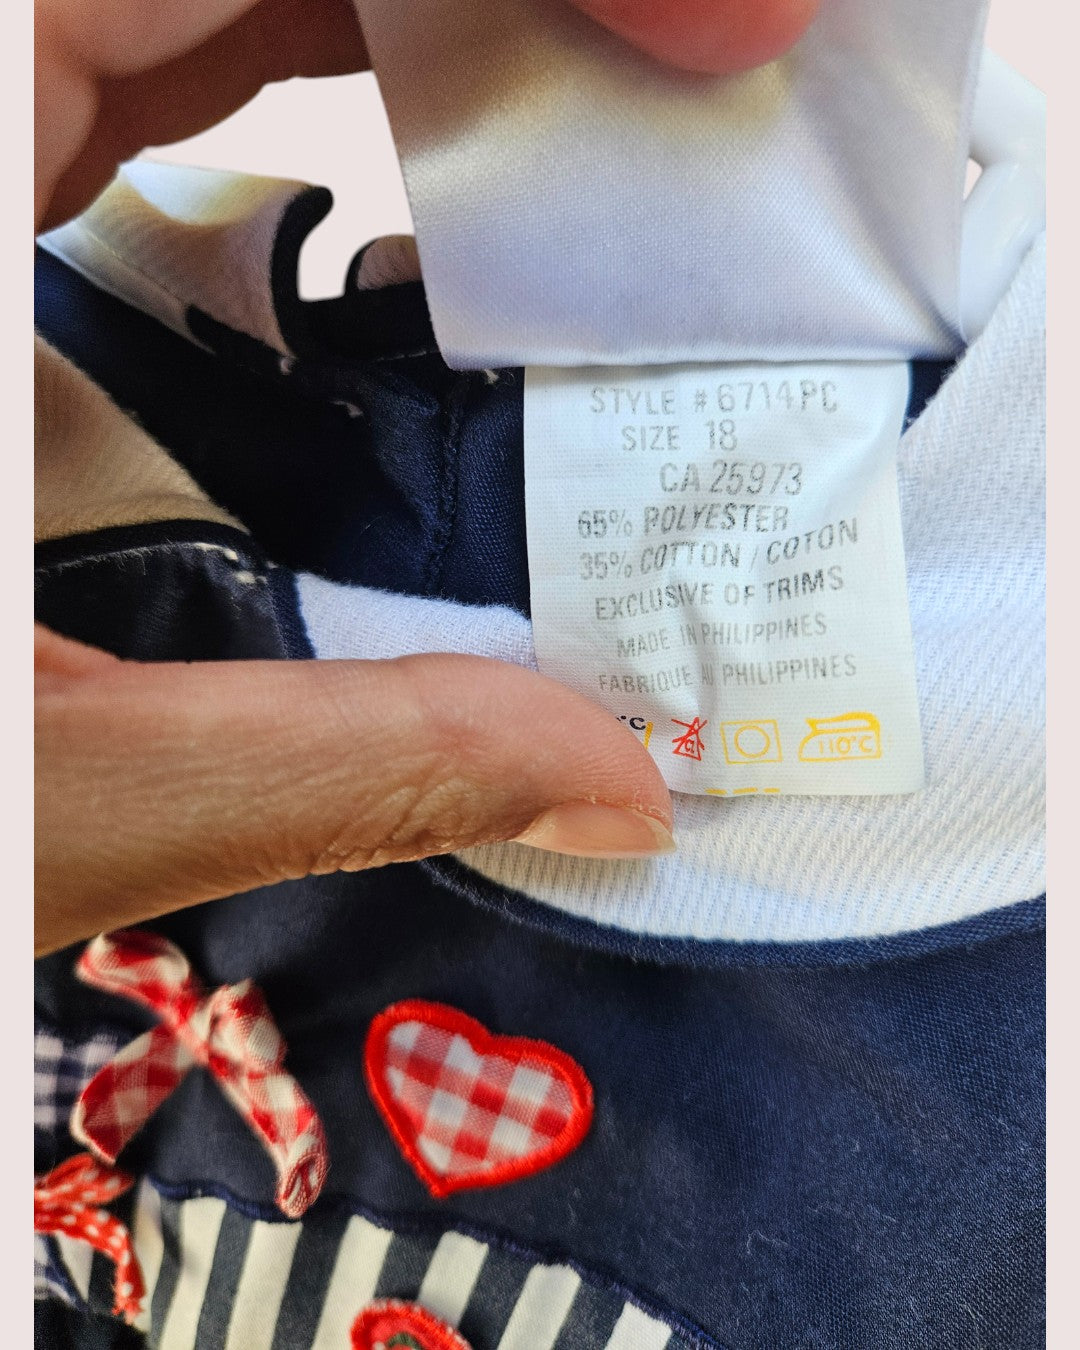 STYLE # 6714PC
SIZE 18
CA 25973
65% POLYESTER
35% COTTON / COTON
EXCLUSIVE OF TRIMS
MADE IN PHILIPPINES
FABRIQUE AU PHILIPPINES
°C
110°C